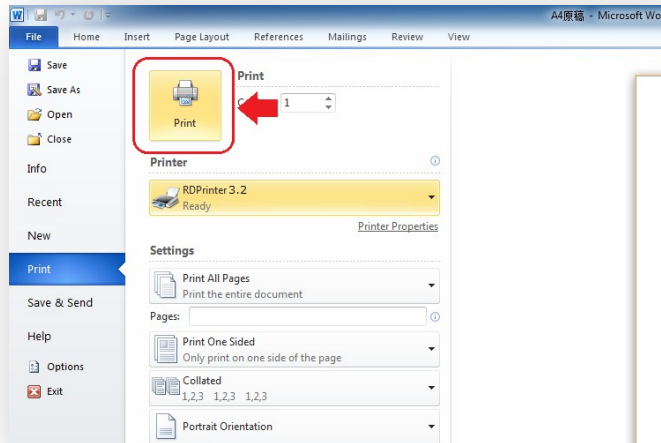 W
A4原稿 - Microsoft Wo
File Home Insert Page Layout References Mailings Review View
Save
Save As
Open
Close
Info
Recent
New
Print
Save & Send
Help
Options
Exit
Print
Print
1
Printer
RDPrinter 3.2
Ready
Printer Properties
Settings
Print All Pages
Print the entire document
Pages:
Print One Sided
Only print on one side of the page
Collated
1,2,3 1,2,3 1,2,3
Portrait Orientation